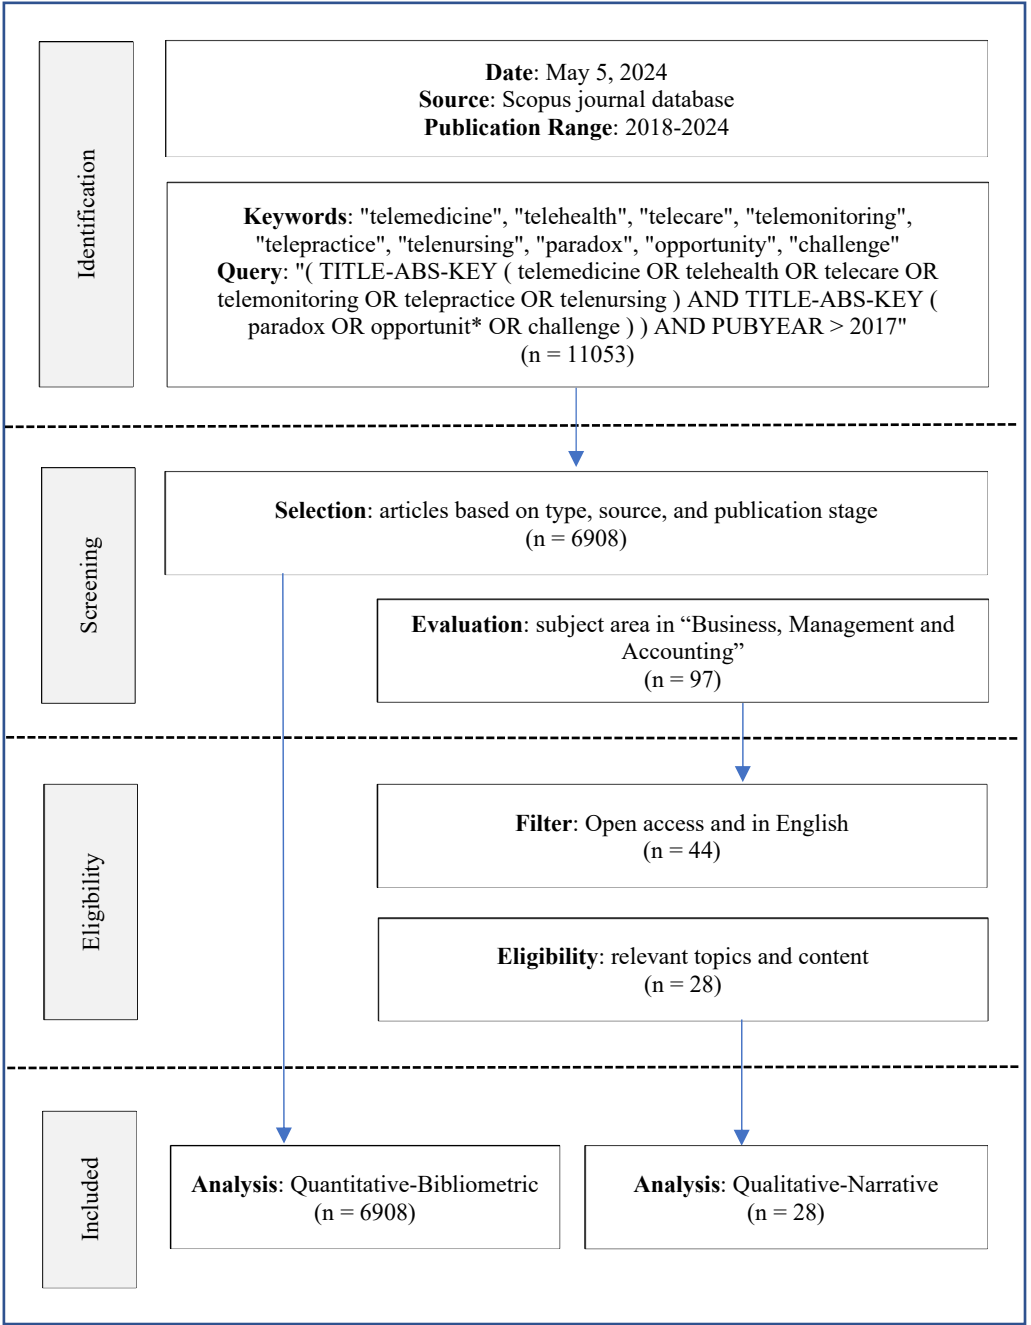 Identification
Date: May 5, 2024
Source: Scopus journal database
Publication Range: 2018-2024
Keywords: "telemedicine", "telehealth", "telecare", "telemonitoring",
"telepractice", "telenursing", "paradox", "opportunity", "challenge"
Query: "( TITLE-ABS-KEY ( telemedicine OR telehealth OR telecare OR
telemonitoring OR telepractice OR telenursing ) AND TITLE-ABS-KEY (
paradox OR opportunit* OR challenge ) ) AND PUBYEAR > 2017"
(n = 11053)
Screening
Selection: articles based on type, source, and publication stage
(n = 6908)
Evaluation: subject area in “Business, Management and
Accounting”
(n = 97)
Eligibility
Filter: Open access and in English
(n = 44)
Eligibility: relevant topics and content
(n = 28)
Included
Analysis: Quantitative-Bibliometric
(n = 6908)
Analysis: Qualitative-Narrative
(n = 28)